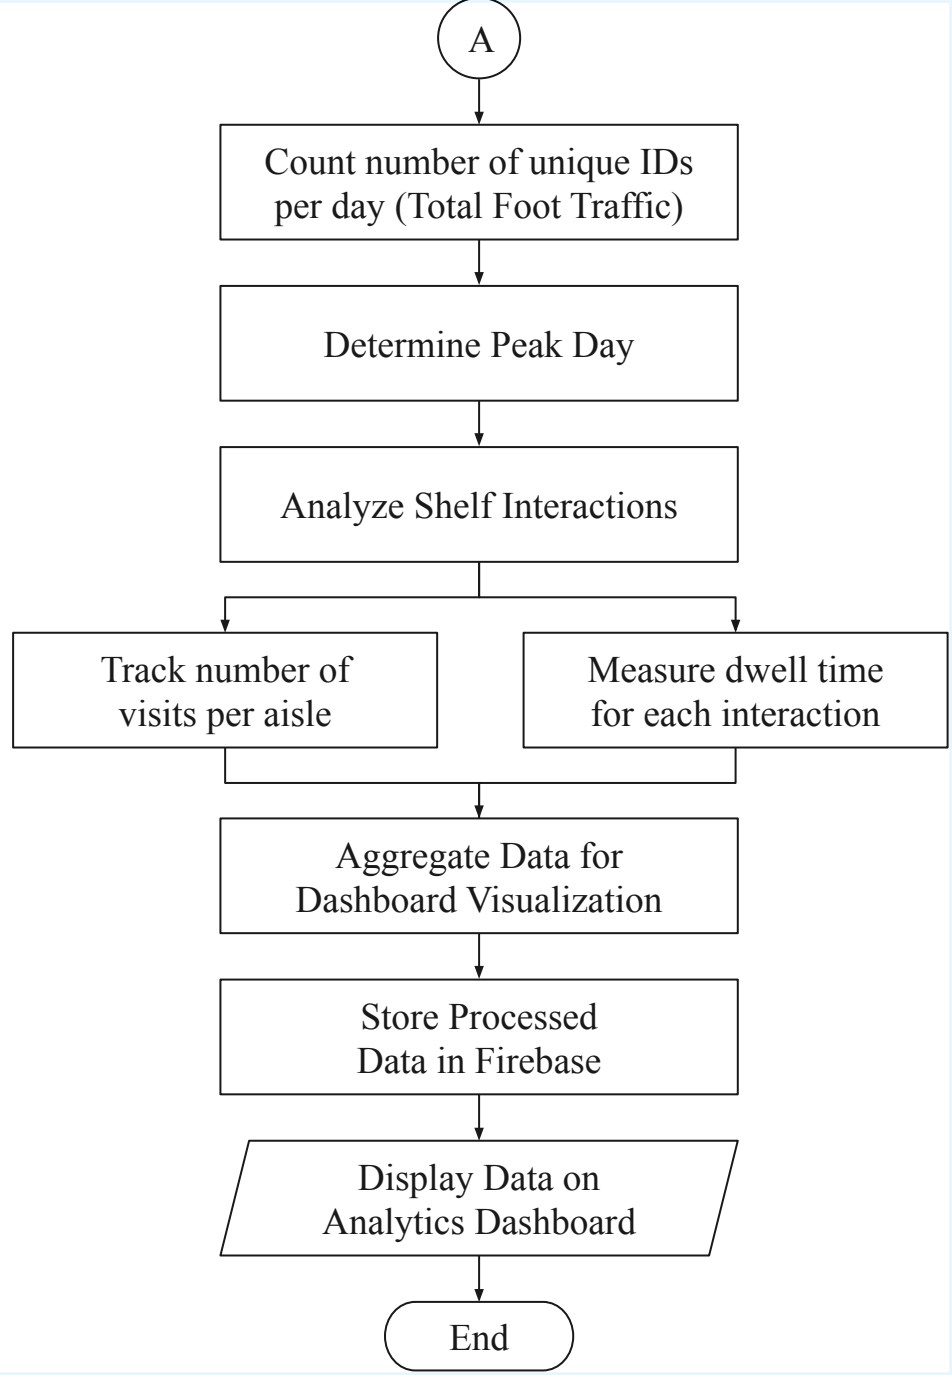 A
Count number of unique IDs
per day (Total Foot Traffic)
Determine Peak Day
Analyze Shelf Interactions
Track number of
visits per aisle
Measure dwell time
for each interaction
Aggregate Data for
Dashboard Visualization
Store Processed
Data in Firebase
Display Data on
Analytics Dashboard
End